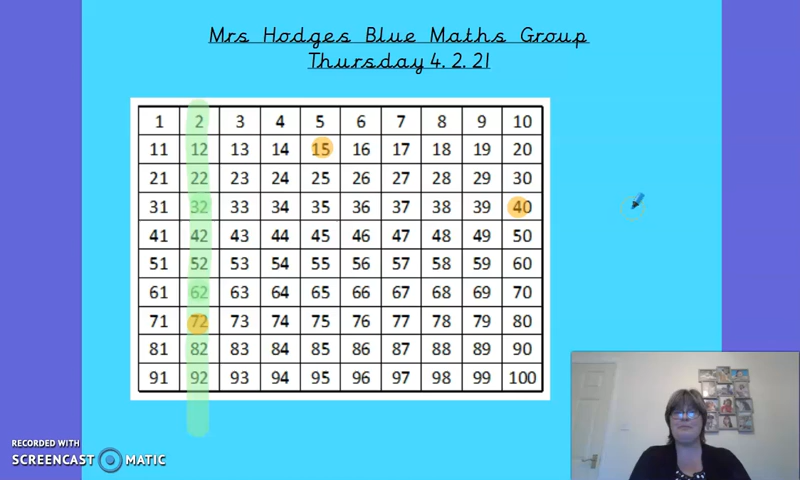 Mrs Hodges Blue Maths Group
Thursday 4.2.21
1 2 3 4 5 6 7 8 9 10
11 12 13 14 15 16 17 18 19 20
21 22 23 24 25 26 27 28 29 30
31 32 33 34 35 36 37 38 39 40
41 42 43 44 45 46 47 48 49 50
51 52 53 54 55 56 57 58 59 60
61 62 63 64 65 66 67 68 69 70
71 72 73 74 75 76 77 78 79 80
81 82 83 84 85 86 87 88 89 90
91 92 93 94 95 96 97 98 99 100
RECORDED WITH
SCREENCAST MATIC